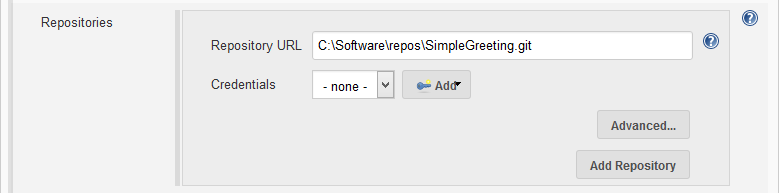 Repositories
Repository URL C:\Software\repos\SimpleGreeting.git
Credentials - none - Add
Advanced...
Add Repository